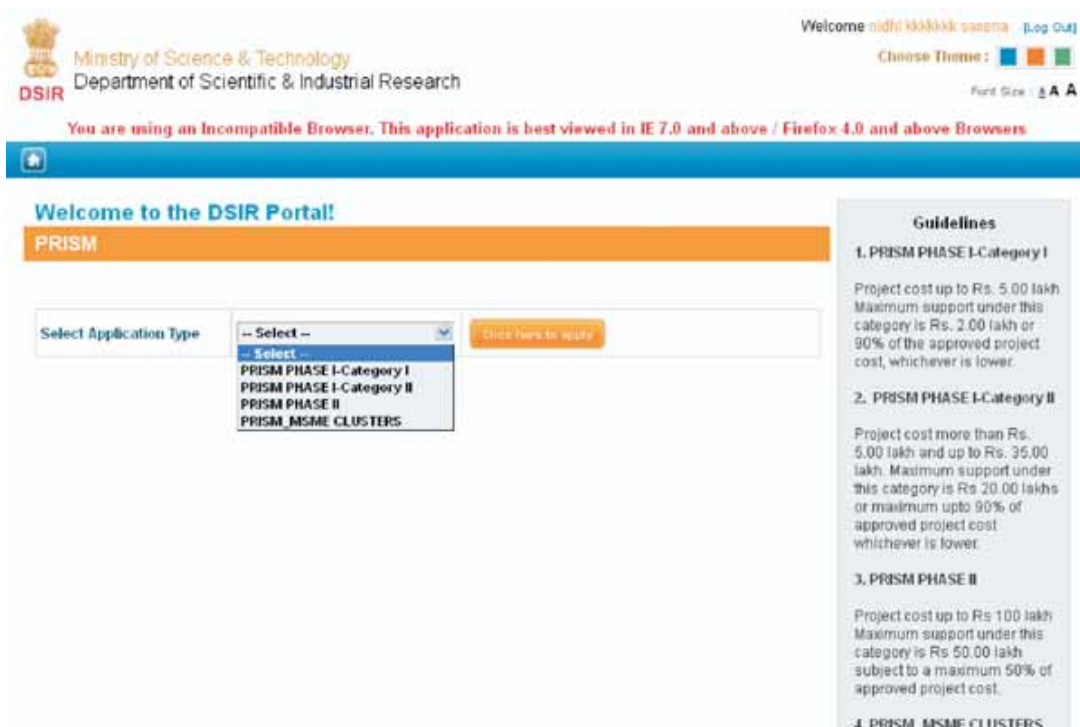 Welcome nidhi kkkkkkk saxena [Log Out]
Ministry of Science & Technology
Department of Scientific & Industrial Research
DSIR
Choose Theme :
Font Size : A A A
You are using an Incompatible Browser. This application is best viewed in IE 7.0 and above / Firefox 4.0 and above Browsers
Welcome to the DSIR Portal!
PRISM
Select Application Type
-- Select --
Click here to apply
-- Select --
PRISM PHASE I-Category I
PRISM PHASE I-Category II
PRISM PHASE II
PRISM_MSME CLUSTERS
Guidelines
1. PRISM PHASE I-Category I
Project cost up to Rs. 5.00 lakh
Maximum support under this
category is Rs. 2.00 lakh or
90% of the approved project
cost, whichever is lower.
2. PRISM PHASE I-Category II
Project cost more than Rs.
5.00 lakh and up to Rs. 35.00
lakh. Maximum support under
this category is Rs 20.00 lakhs
or maximum upto 90% of
approved project cost
whichever is lower.
3. PRISM PHASE II
Project cost up to Rs 100 lakh
Maximum support under this
category is Rs 50.00 lakh
subject to a maximum 50% of
approved project cost.
4. PRISM_MSME CLUSTERS